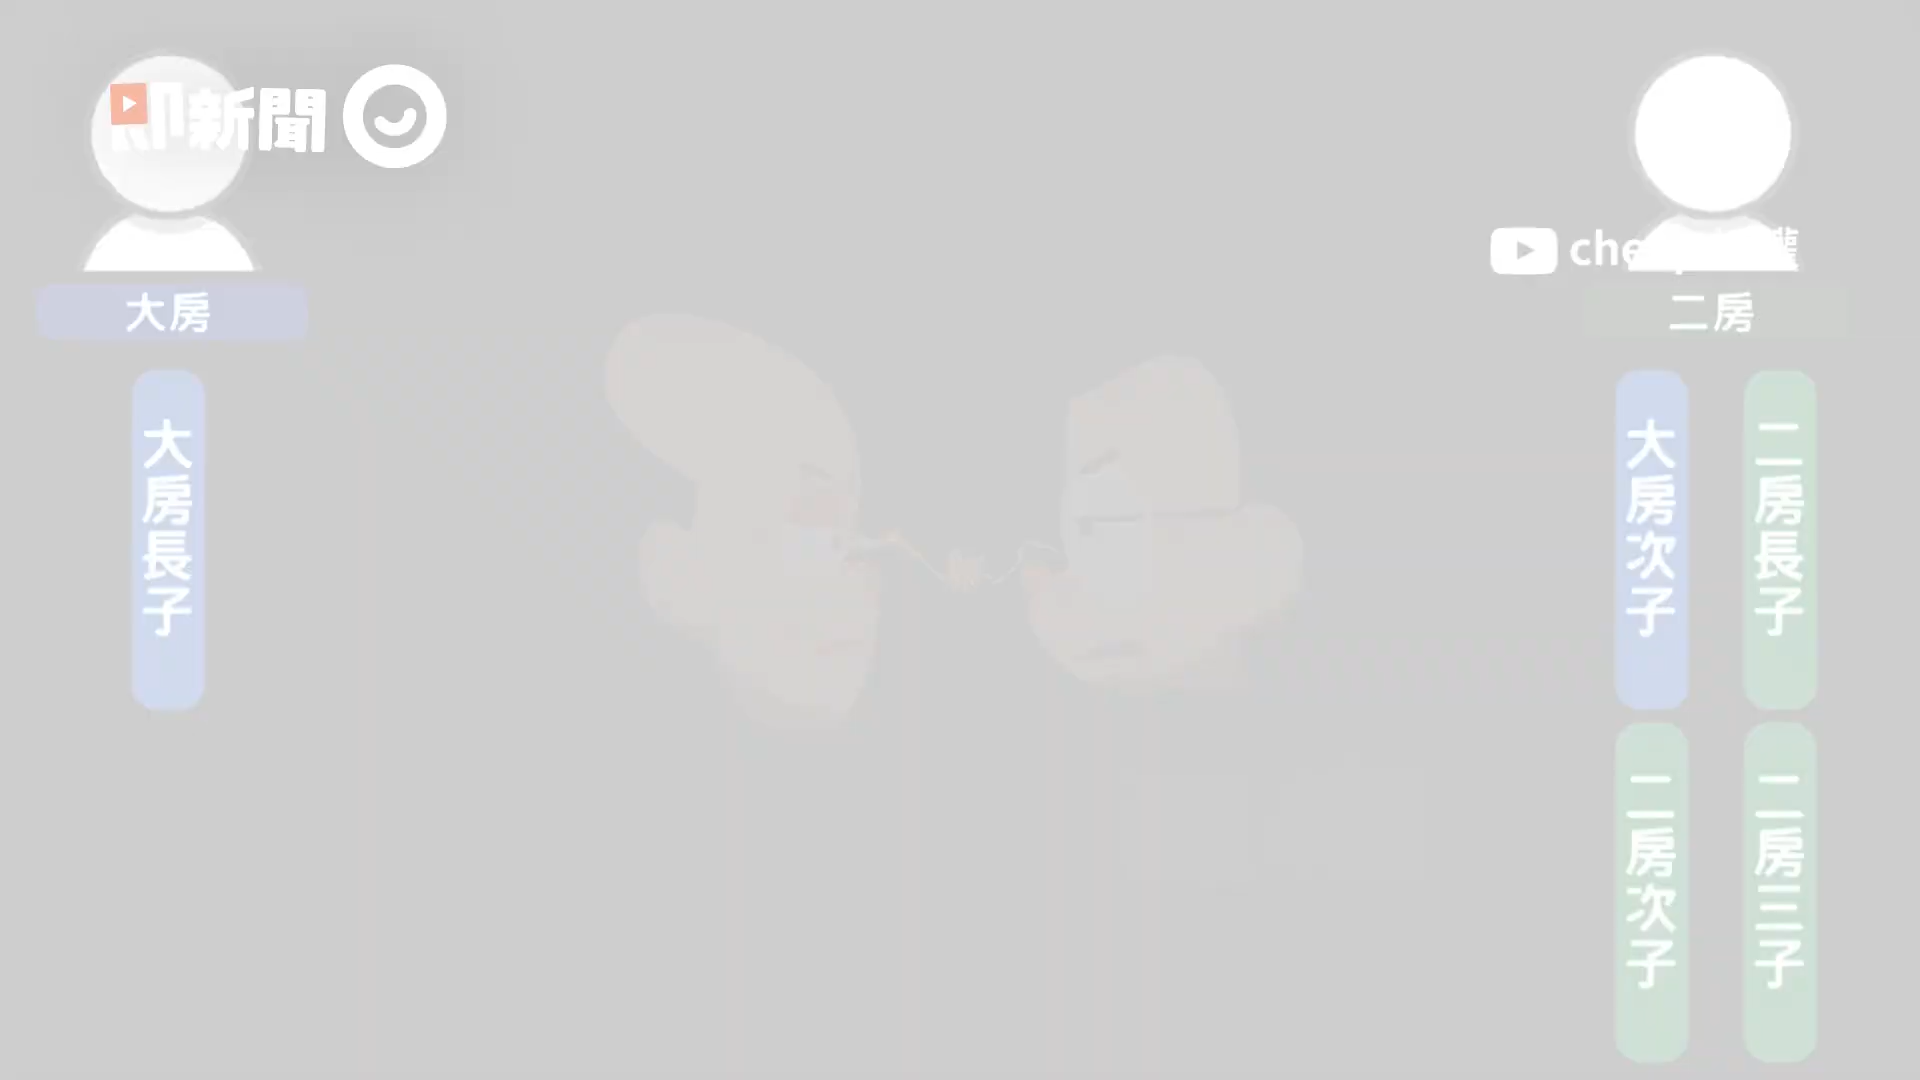 即新聞
大房
大房長子
二房
大房次子
二房長子
二房次子
二房三子